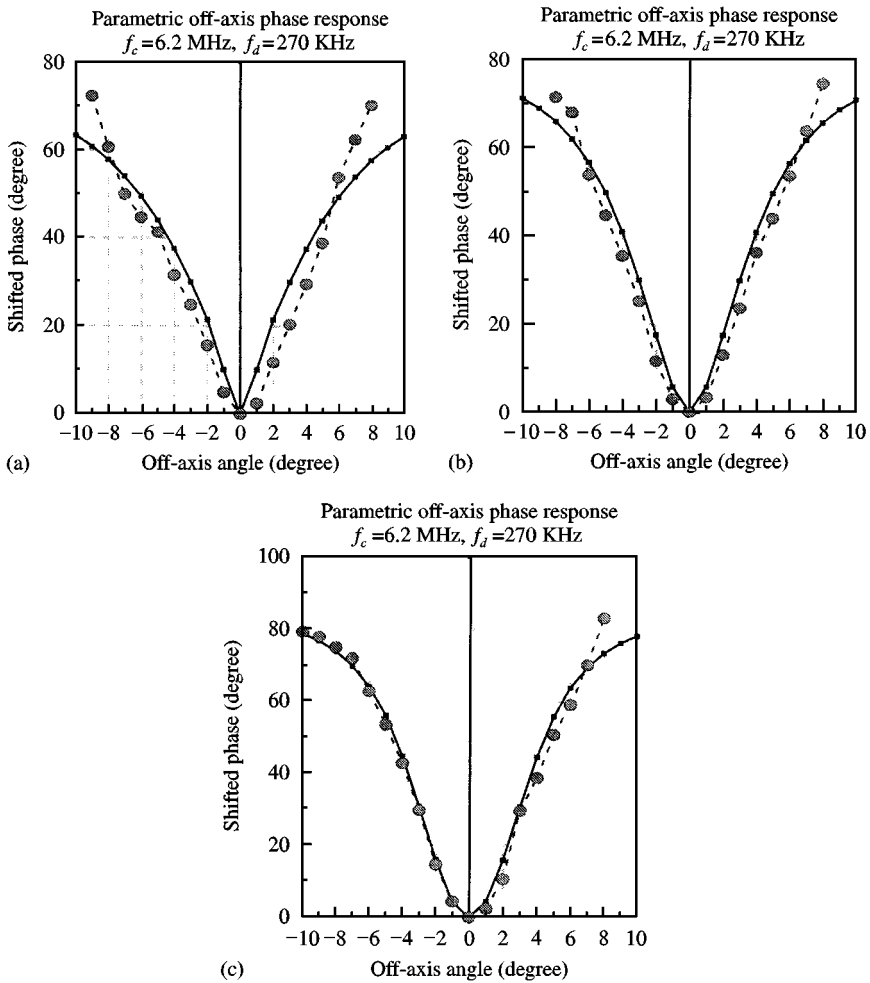 Parametric off-axis phase response
f_c=6.2 MHz, f_d=270 KHz
80
60
40
20
0
Shifted phase (degree)
−10 −8 −6 −4 −2 0 2 4 6 8 10
Off-axis angle (degree)
(a)
Parametric off-axis phase response
f_c=6.2 MHz, f_d=270 KHz
80
60
40
20
0
Shifted phase (degree)
−10 −8 −6 −4 −2 0 2 4 6 8 10
Off-axis angle (degree)
(b)
Parametric off-axis phase response
f_c=6.2 MHz, f_d=270 KHz
100
80
60
40
20
0
Shifted phase (degree)
−10 −8 −6 −4 −2 0 2 4 6 8 10
Off-axis angle (degree)
(c)